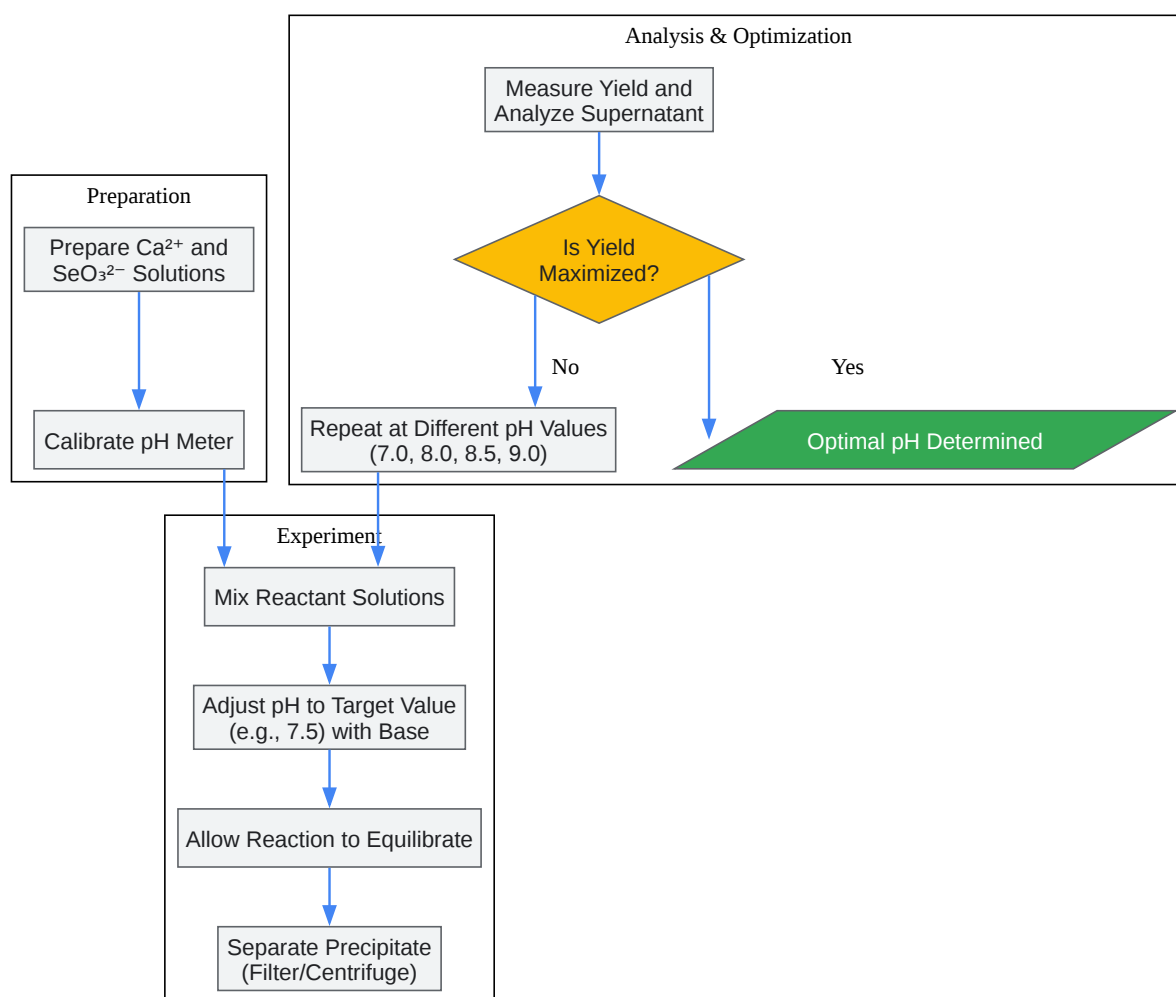 Analysis & Optimization
Measure Yield and
Analyze Supernatant
Is Yield
Maximized?
No
Yes
Repeat at Different pH Values
(7.0, 8.0, 8.5, 9.0)
Optimal pH Determined
Preparation
Prepare Ca²⁺ and
SeO₃²⁻ Solutions
Calibrate pH Meter
Experiment
Mix Reactant Solutions
Adjust pH to Target Value
(e.g., 7.5) with Base
Allow Reaction to Equilibrate
Separate Precipitate
(Filter/Centrifuge)